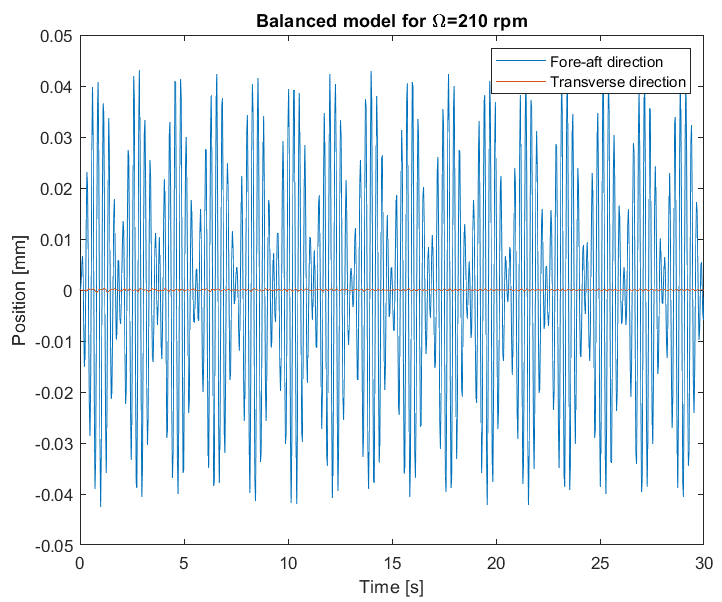 Balanced model for Ω=210 rpm
Fore-aft direction
Transverse direction
0.05
0.04
0.03
0.02
0.01
0
-0.01
-0.02
-0.03
-0.04
-0.05
Position [mm]
0 5 10 15 20 25 30
Time [s]